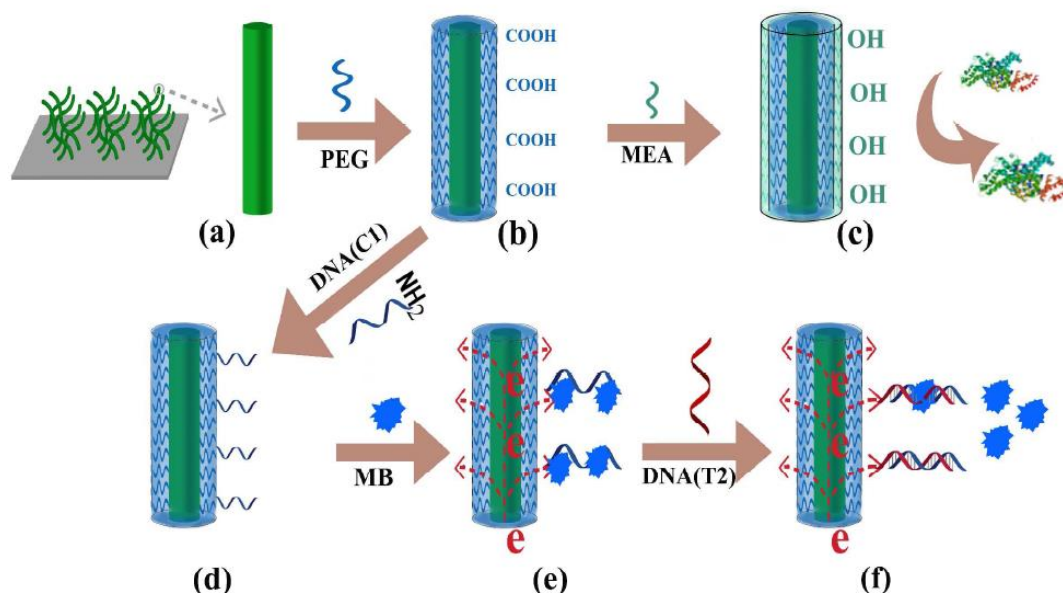 COOH
COOH
COOH
COOH
PEG
OH
OH
OH
OH
MEA
(a)
(b)
(c)
DNA(C1)
NH2
e
e
e
e
e
e
MB
DNA(T2)
(d)
(e)
(f)